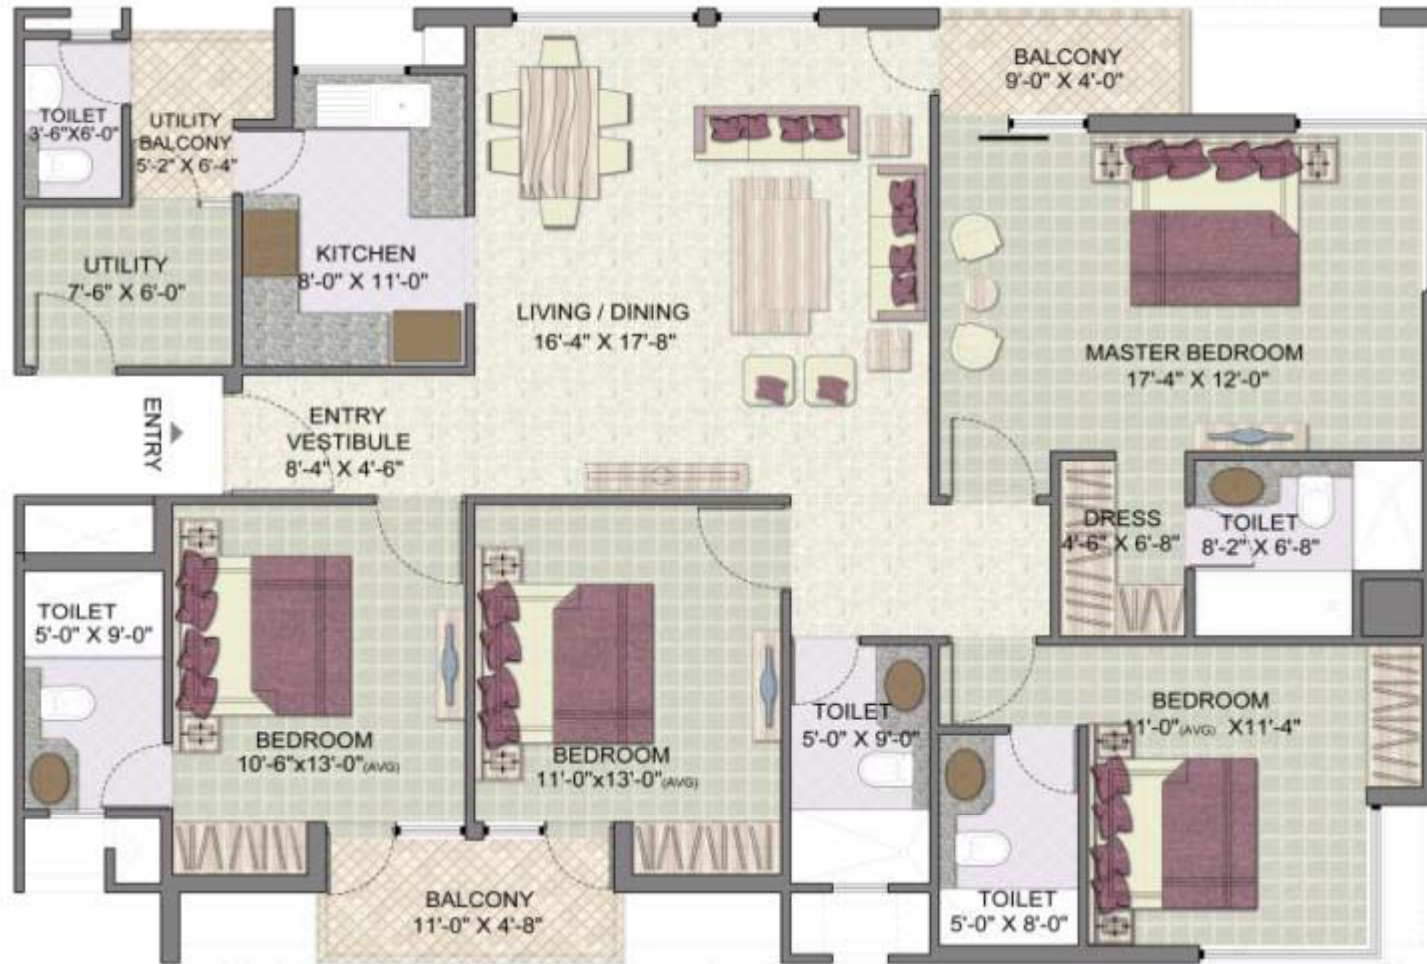 BALCONY
9'-0" X 4'-0"
TOILET
3'-6"X6'-0"
UTILITY
BALCONY
5'-2" X 6'-4"
KITCHEN
8'-0" X 11'-0"
UTILITY
7'-6" X 6'-0"
LIVING / DINING
16'-4" X 17'-8"
MASTER BEDROOM
17'-4" X 12'-0"
ENTRY
ENTRY
VESTIBULE
8'-4" X 4'-6"
DRESS
4'-6" X 6'-8"
TOILET
8'-2" X 6'-8"
TOILET
5'-0" X 9'-0"
BEDROOM
10'-6"x13'-0"(AVG)
BEDROOM
11'-0"x13'-0"(AVG)
TOILET
5'-0" X 9'-0"
BEDROOM
11'-0"(AVG) X11'-4"
BALCONY
11'-0" X 4'-8"
TOILET
5'-0" X 8'-0"